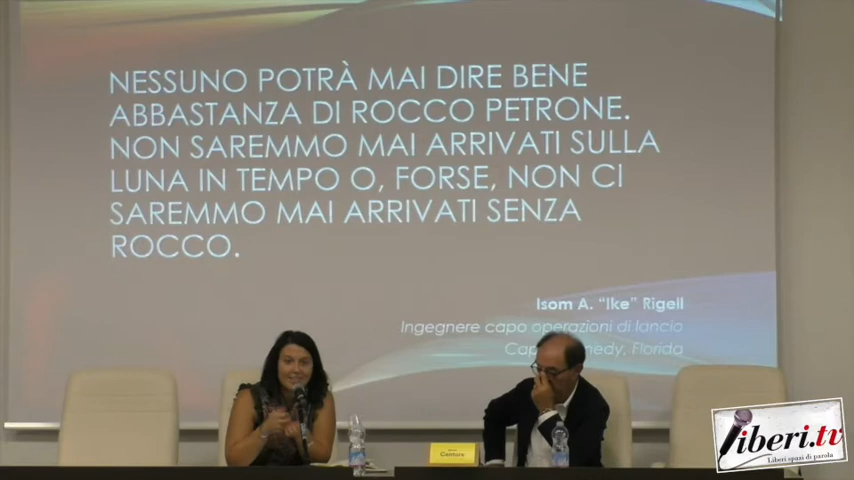 NESSUNO POTRÀ MAI DIRE BENE
ABBASTANZA DI ROCCO PETRONE.
NON SAREMMO MAI ARRIVATI SULLA
LUNA IN TEMPO O, FORSE, NON CI
SAREMMO MAI ARRIVATI SENZA
ROCCO.
Isom A. “Ike” Rigell
Ingegnere capo operazioni di lancio
Florida
Cantore
liberi.tv
Liberi spazi di parola